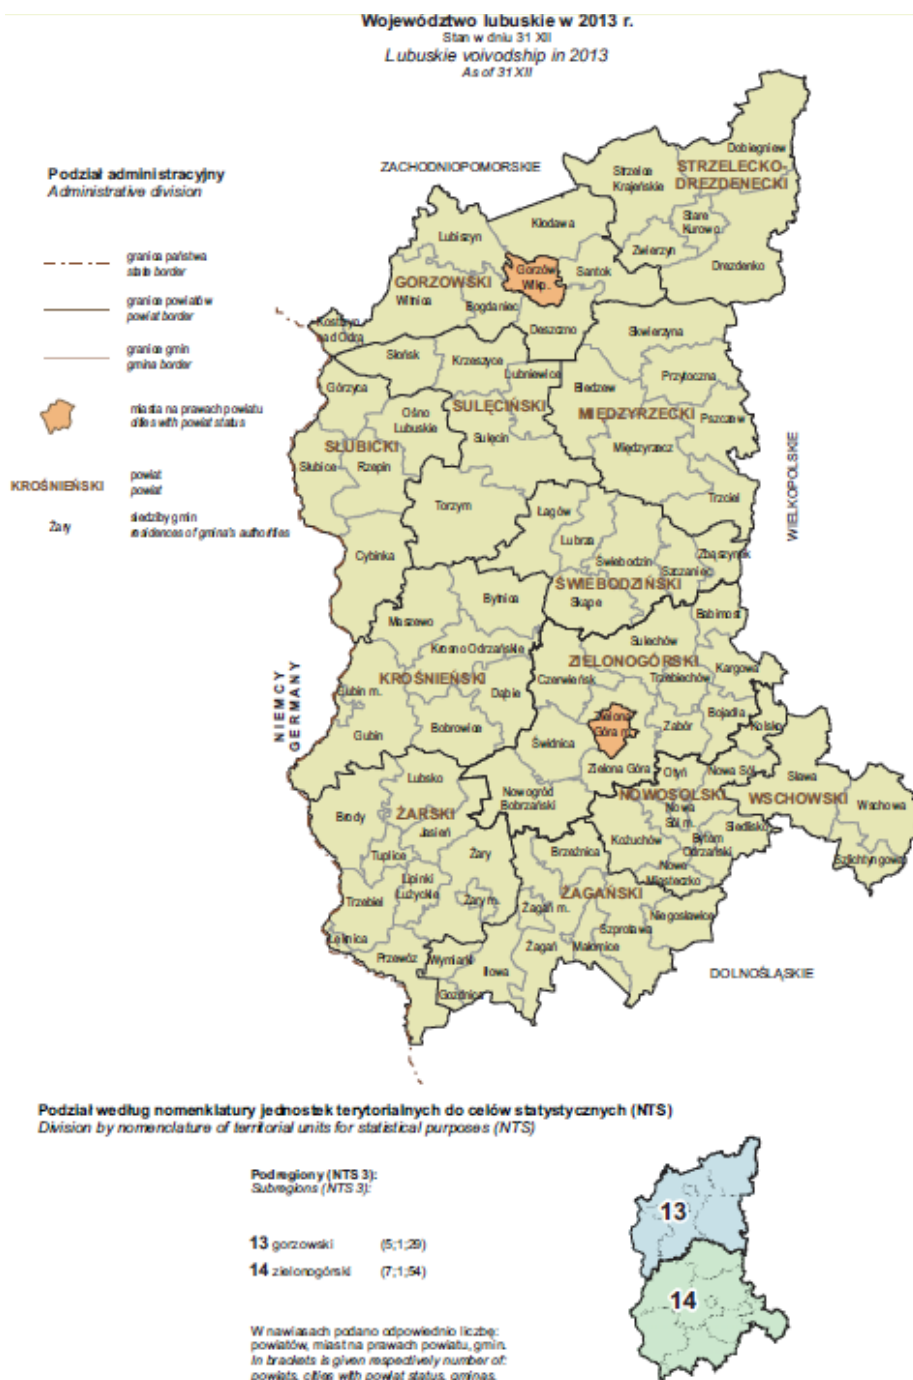 Województwo lubuskie w 2013 r.
Stan w dniu 31 XII
Lubuskie voivodship in 2013
As of 31 XII
Podział administracyjny
Administrative division
granica państwa
state border
granice powiatów
powiat border
granice gmin
gmina border
miasta na prawach powiatu
cities with powiat status
KROŚNIEŃSKI
powiat
powiat
Żary
siedziby gmin
residences of gmina's authorities
ZACHODNIOPOMORSKIE
WIELKOPOLSKIE
DOLNOŚLĄSKIE
NIEMCY
GERMANY
Dobiegniew
Strzelce
Krajeńskie
STRZELECKO-
DREZDENECKI
Stare
Kurowo
Zwierzyn
Drezdenko
Kłodawa
Lubiszyn
Gorzów
Wlkp.
Santok
GORZOWSKI
Witnica
Bogdaniec
Deszczno
Kostrzyn
nad Odrą
Skwierzyna
Słońsk
Krzeszyce
Lubniewice
Bledzew
Przytoczna
Górzyca
Ośno
Lubuskie
SULĘCIŃSKI
MIĘDZYRZECKI
Pszczew
Sulęcin
Międzyrzecz
SŁUBICKI
Słubice
Rzepin
Trzciel
Torzym
Łagów
Lubrza
Świebodzin
Zbąszynek
Szczaniec
Cybinka
ŚWIEBODZIŃSKI
Skąpe
Bytnica
Maszewo
Babimost
Sulechów
Krosno Odrzańskie
ZIELONOGÓRSKI
Kargowa
KROŚNIEŃSKI
Czerwieńsk
Trzebiechów
Gubin m.
Dąbie
Bojadła
Zielona
Góra m.
Zabór
Kolsko
Gubin
Bobrowice
Świdnica
Zielona Góra
Otyń
Nowa Sól
Sława
Lubsko
Nowogród
Bobrzański
NOWOSOLSKI
WSCHOWSKI
Wschowa
Brody
ŻARSKI
Nowa
Sól m.
Siedlisko
Jasień
Kożuchów
Bytom
Odrzański
Szlichtyngowa
Tuplice
Żary
Brzeźnica
Nowe
Miasteczko
Lipinki
Łużyckie
ŻAGAŃSKI
Trzebiel
Żary m.
Żagań m.
Niegosławice
Szprotawa
Łęknica
Żagań
Małomice
Przewóz
Wymiarki
Iłowa
Gozdnica
Podział według nomenklatury jednostek terytorialnych do celów statystycznych (NTS)
Division by nomenclature of territorial units for statistical purposes (NTS)
Podregiony (NTS 3):
Subregions (NTS 3):
13 gorzowski (5;1;29)
14 zielonogórski (7;1;54)
13
14
W nawiasach podano odpowiednio liczbę:
powiatów, miast na prawach powiatu, gmin.
In brackets is given respectively number of:
powiats, cities with powiat status, gminas.